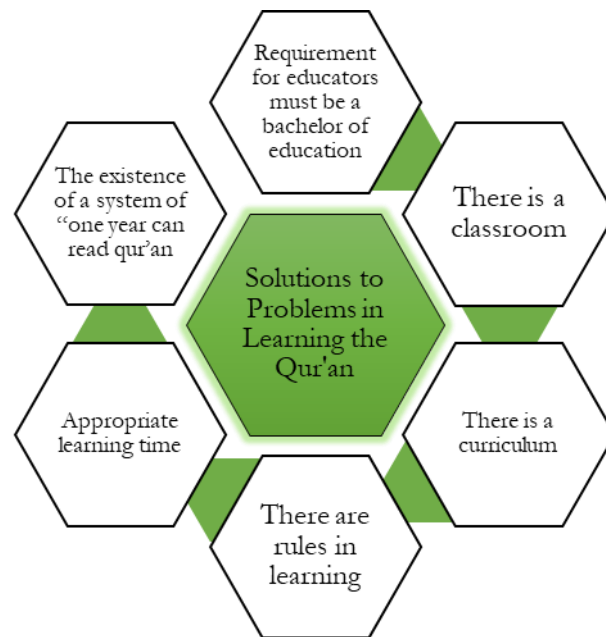 Requirement
for educators
must be a
bachelor of
education
The existence
of a system of
“one year can
read qur’an
There is a
classroom
Solutions to
Problems in
Learning the
Qur'an
Appropriate
learning time
There is a
curriculum
There are
rules in
learning